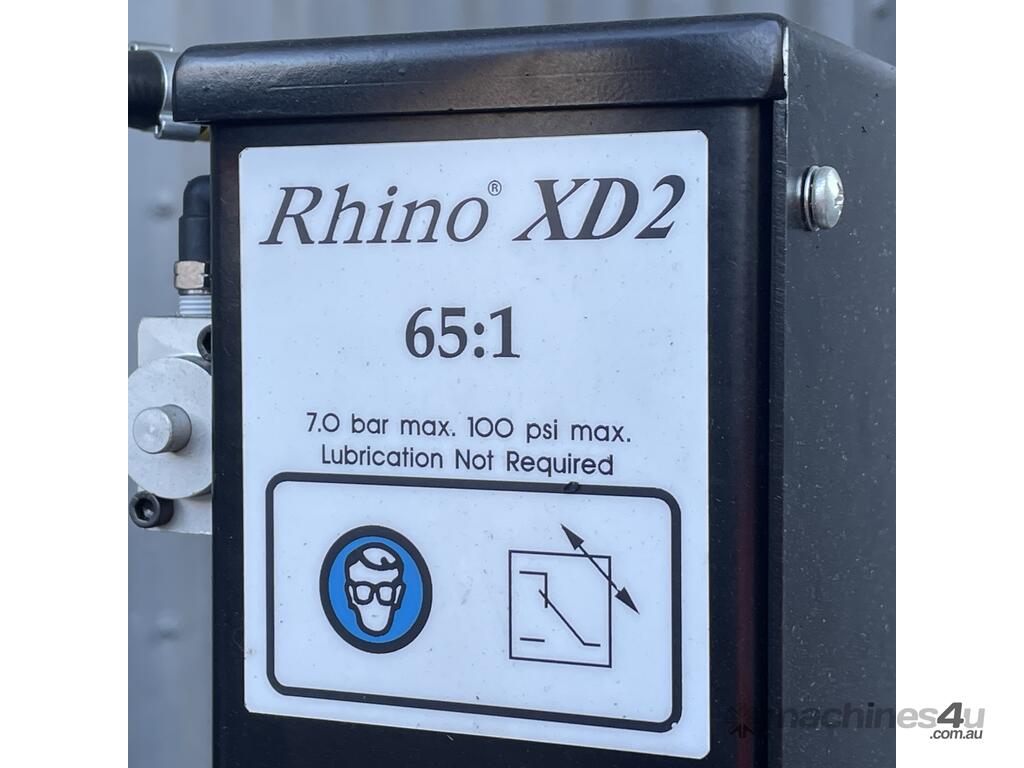 Rhino® XD2
65:1
7.0 bar max. 100 psi max.
Lubrication Not Required
machines4u
.com.au